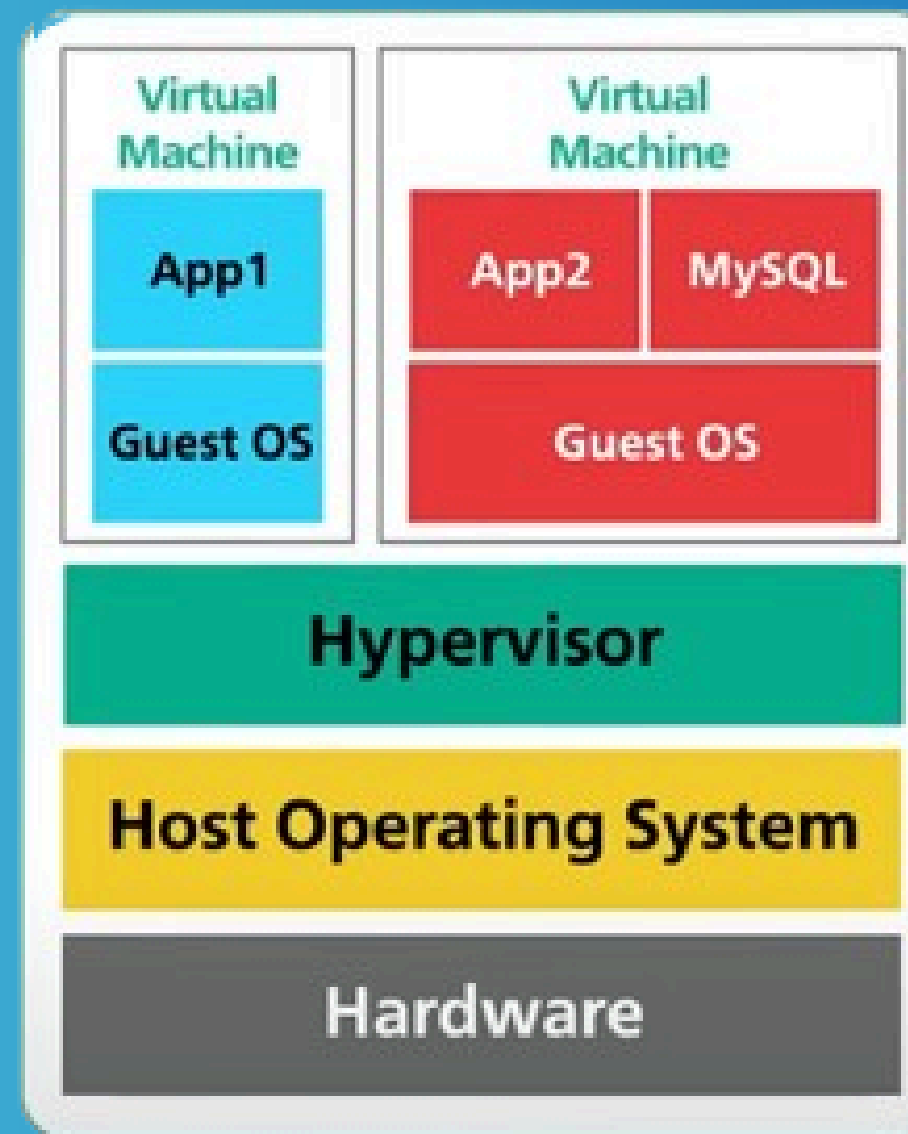 Virtual
Machine
App1
Guest OS
Virtual
Machine
App2
MySQL
Guest OS
Hypervisor
Host Operating System
Hardware